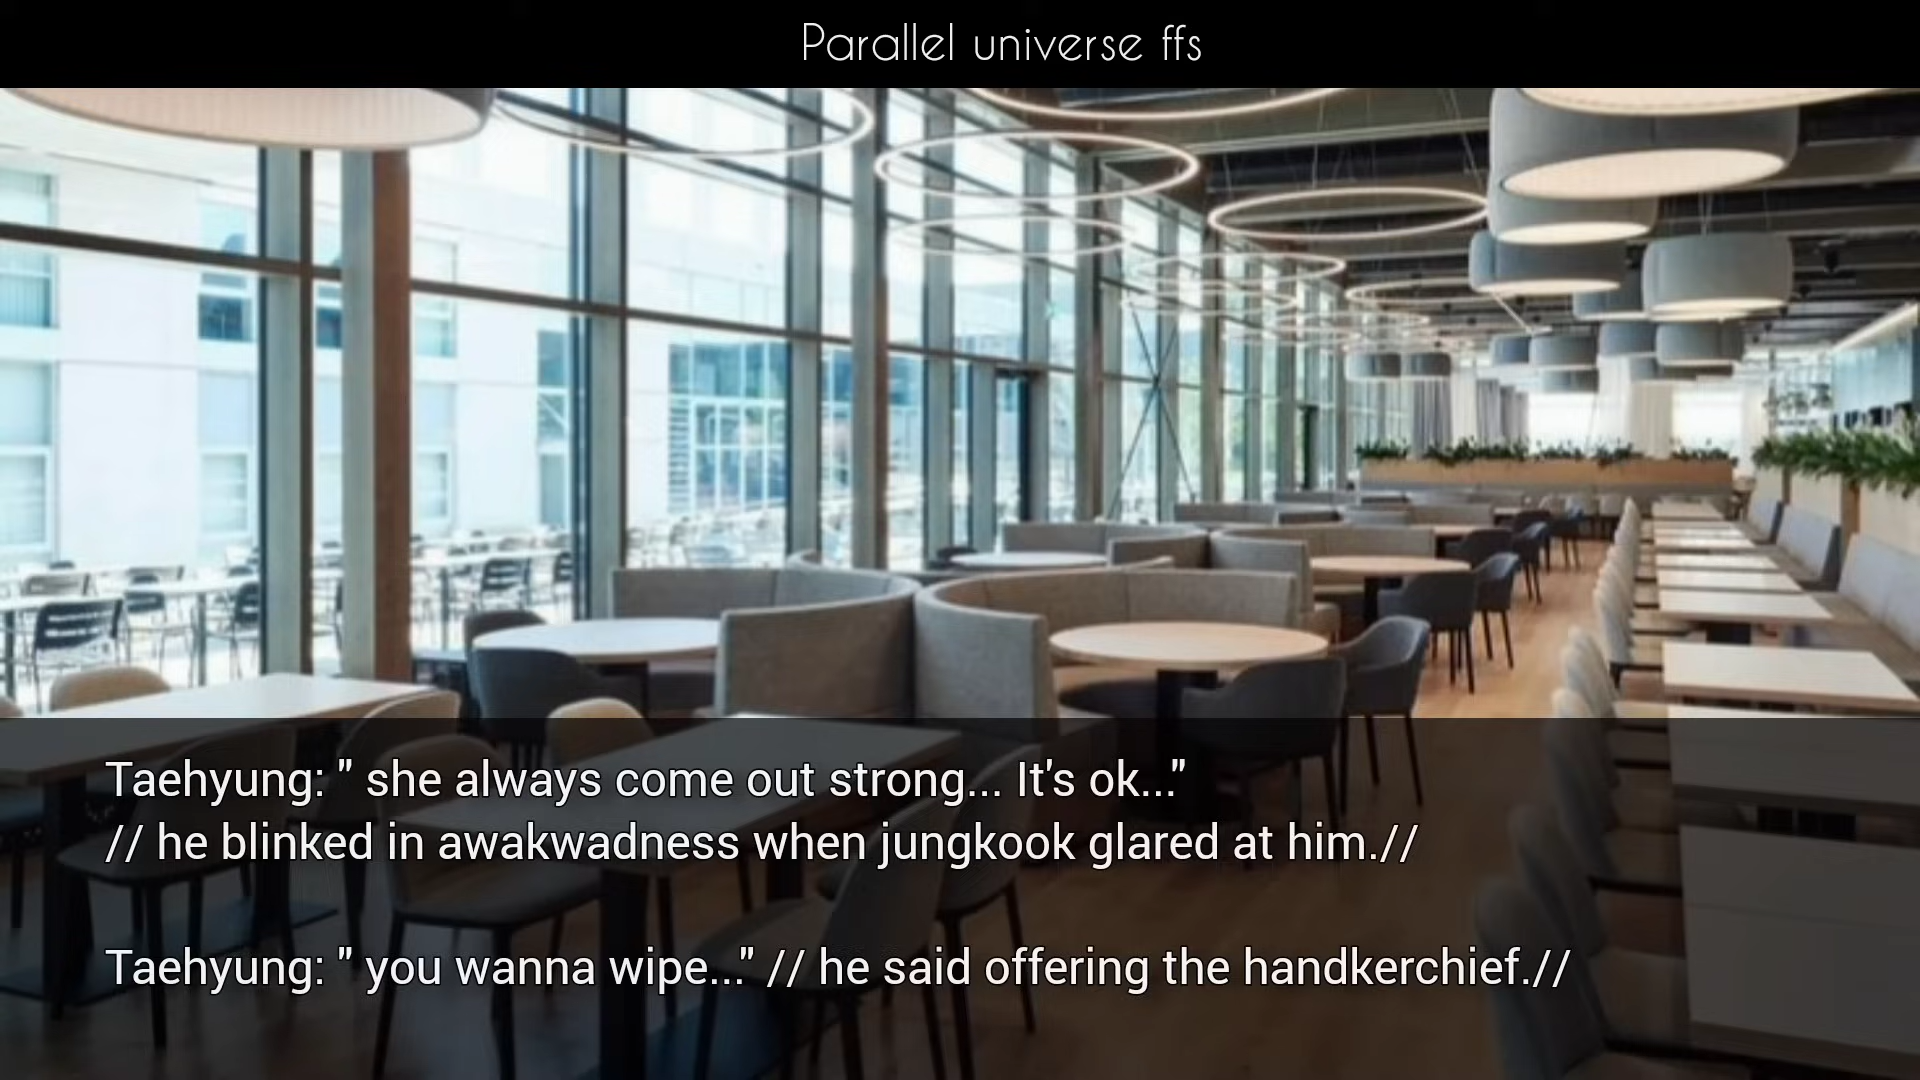 Parallel universe ffs
Taehyung: " she always come out strong... It's ok..."
// he blinked in awakwadness when jungkook glared at him.//
Taehyung: " you wanna wipe..." // he said offering the handkerchief.//